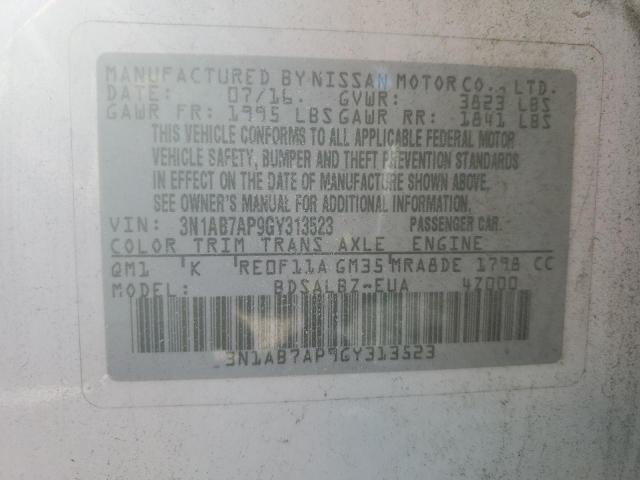 MANUFACTURED BY NISSAN MOTOR CO., LTD.
DATE: 07/16. GVWR: 3823 LBS
GAWR FR: 1995 LBS GAWR RR: 1841 LBS
THIS VEHICLE CONFORMS TO ALL APPLICABLE FEDERAL MOTOR
VEHICLE SAFETY, BUMPER AND THEFT PREVENTION STANDARDS
IN EFFECT ON THE DATE OF MANUFACTURE SHOWN ABOVE.
SEE OWNER'S MANUAL FOR ADDITIONAL INFORMATION.
VIN: 3N1AB7AP9GY313523 PASSENGER CAR.
COLOR TRIM TRANS AXLE ENGINE
QM1 K RE0F11A GM35 MRA8DE 1798 CC
BDSALBZ-EUA 4Z000
3N1AB7AP9GY313523